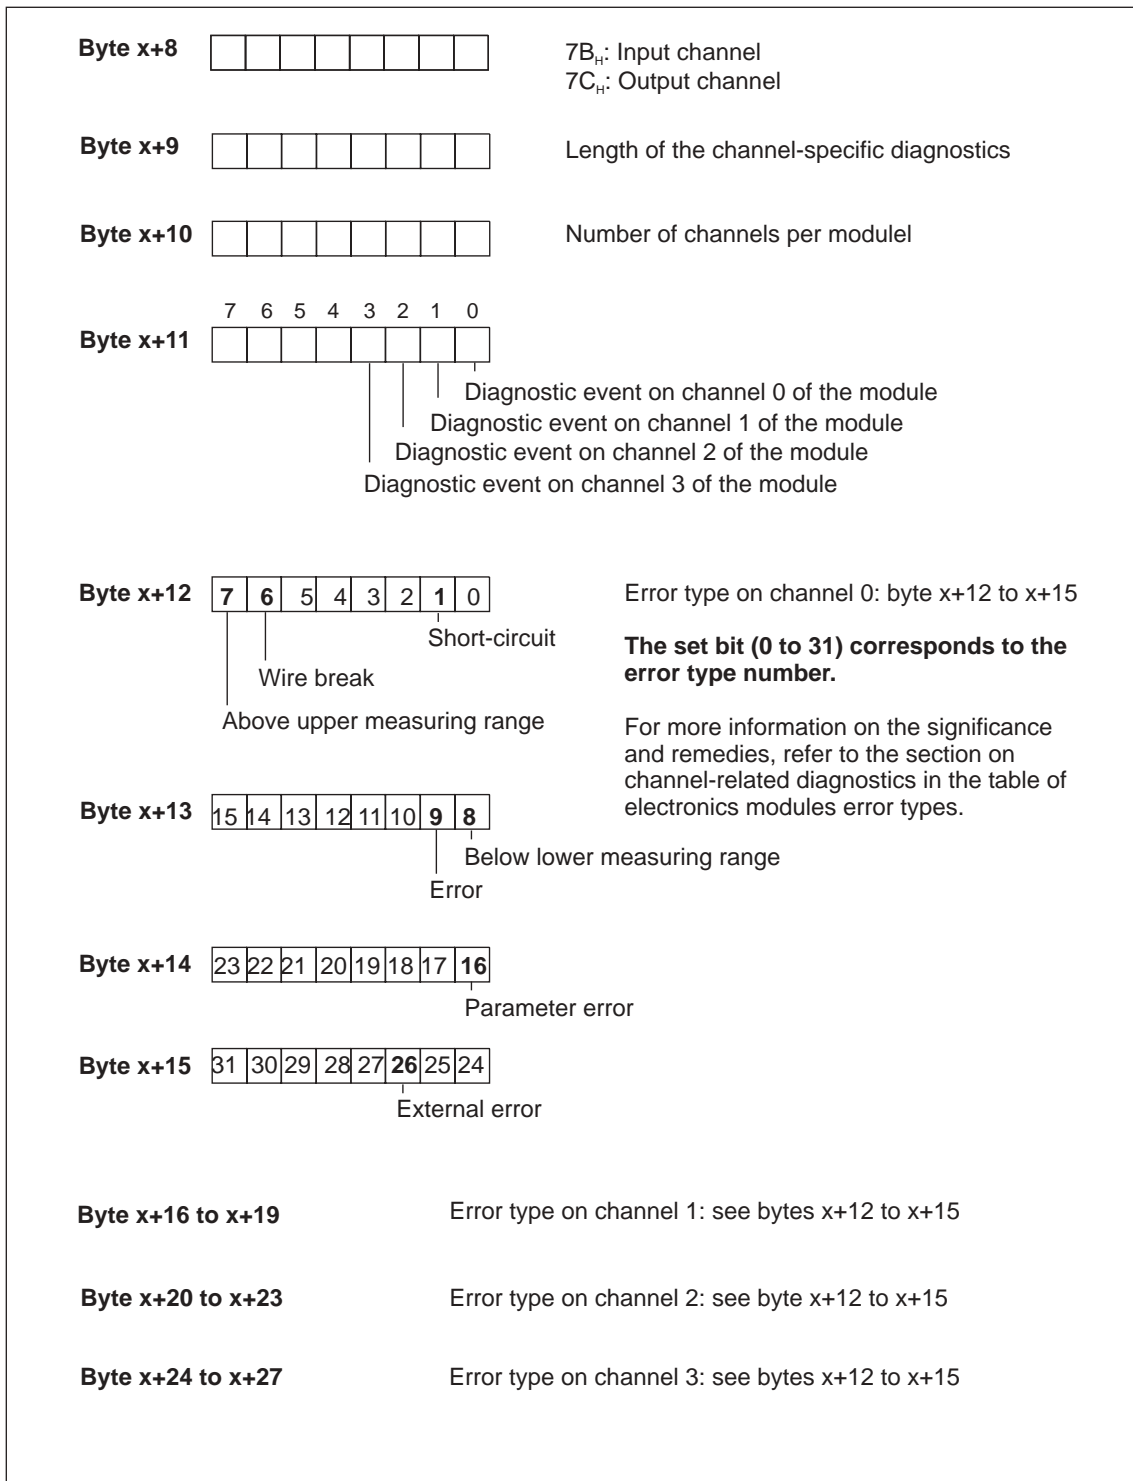 Byte x+8
7BH: Input channel
7CH: Output channel
Byte x+9
Length of the channel-specific diagnostics
Byte x+10
Number of channels per modulel
7 6 5 4 3 2 1 0
Byte x+11
Diagnostic event on channel 0 of the module
Diagnostic event on channel 1 of the module
Diagnostic event on channel 2 of the module
Diagnostic event on channel 3 of the module
Byte x+12 7 6 5 4 3 2 1 0
Short-circuit
Wire break
Above upper measuring range
Error type on channel 0: byte x+12 to x+15
The set bit (0 to 31) corresponds to the
error type number.
For more information on the significance
and remedies, refer to the section on
channel-related diagnostics in the table of
electronics modules error types.
Byte x+13 15 14 13 12 11 10 9 8
Below lower measuring range
Error
Byte x+14 23 22 21 20 19 18 17 16
Parameter error
Byte x+15 31 30 29 28 27 26 25 24
External error
Byte x+16 to x+19
Error type on channel 1: see bytes x+12 to x+15
Byte x+20 to x+23
Error type on channel 2: see byte x+12 to x+15
Byte x+24 to x+27
Error type on channel 3: see bytes x+12 to x+15